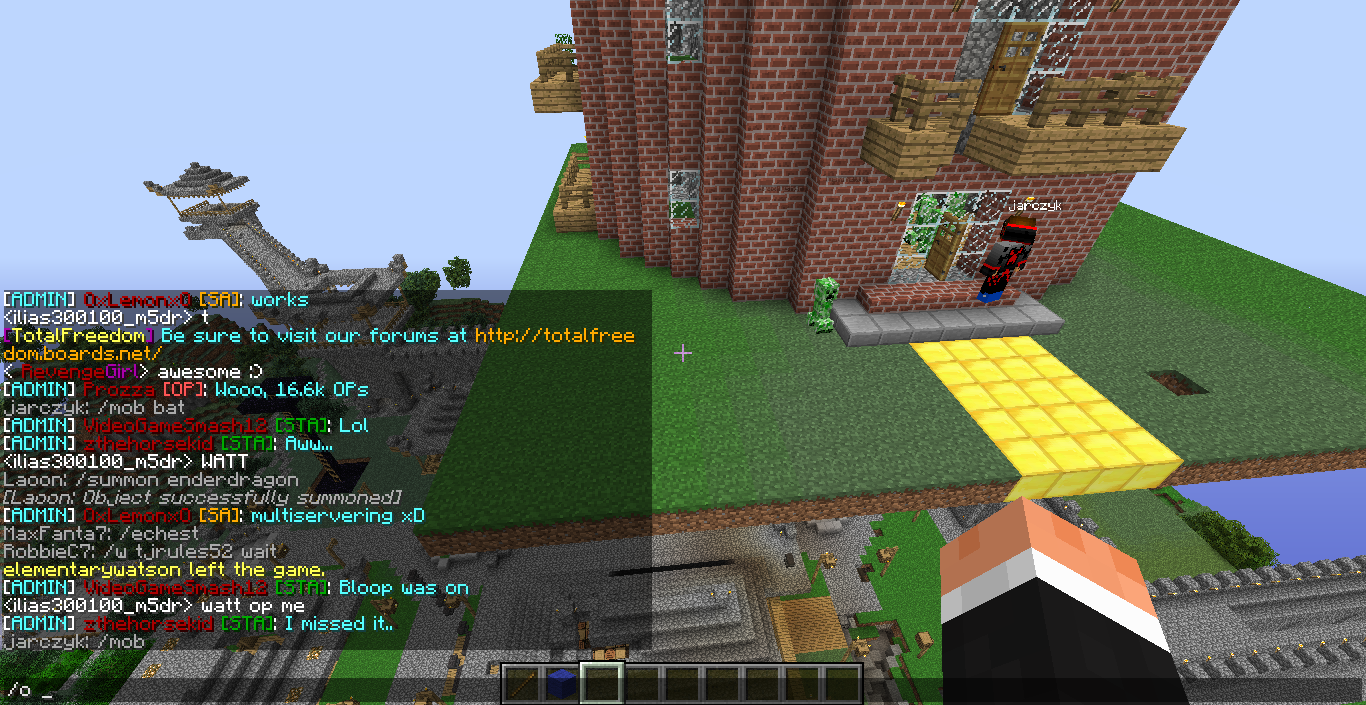 jarczyk
[ADMIN] 0xLemonx0 [SA]: works
<ilias300100_m5dr> t
[TotalFreedom] Be sure to visit our forums at http://totalfree
dom.boards.net/
< RevengeGirl> awesome :)
[ADMIN] Prozza [OP]: Wooo, 16.6k OPs
jarczyk: /mob bat
[ADMIN] VideoGameSmash12 [STA]: Lol
[ADMIN] zthehorsekid [STA]: Aww...
<ilias300100_m5dr> WATT
Laoon: /summon enderdragon
[Laoon: Object successfully summoned]
[ADMIN] 0xLemonx0 [SA]: multiservering xD
MaxFanta7: /echest
RobbieC7: /w tjrules52 wait
elementarywatson left the game.
[ADMIN] VideoGameSmash12 [STA]: Bloop was on
<ilias300100_m5dr> watt op me
[ADMIN] zthehorsekid [STA]: I missed it..
jarczyk: /mob
/o _